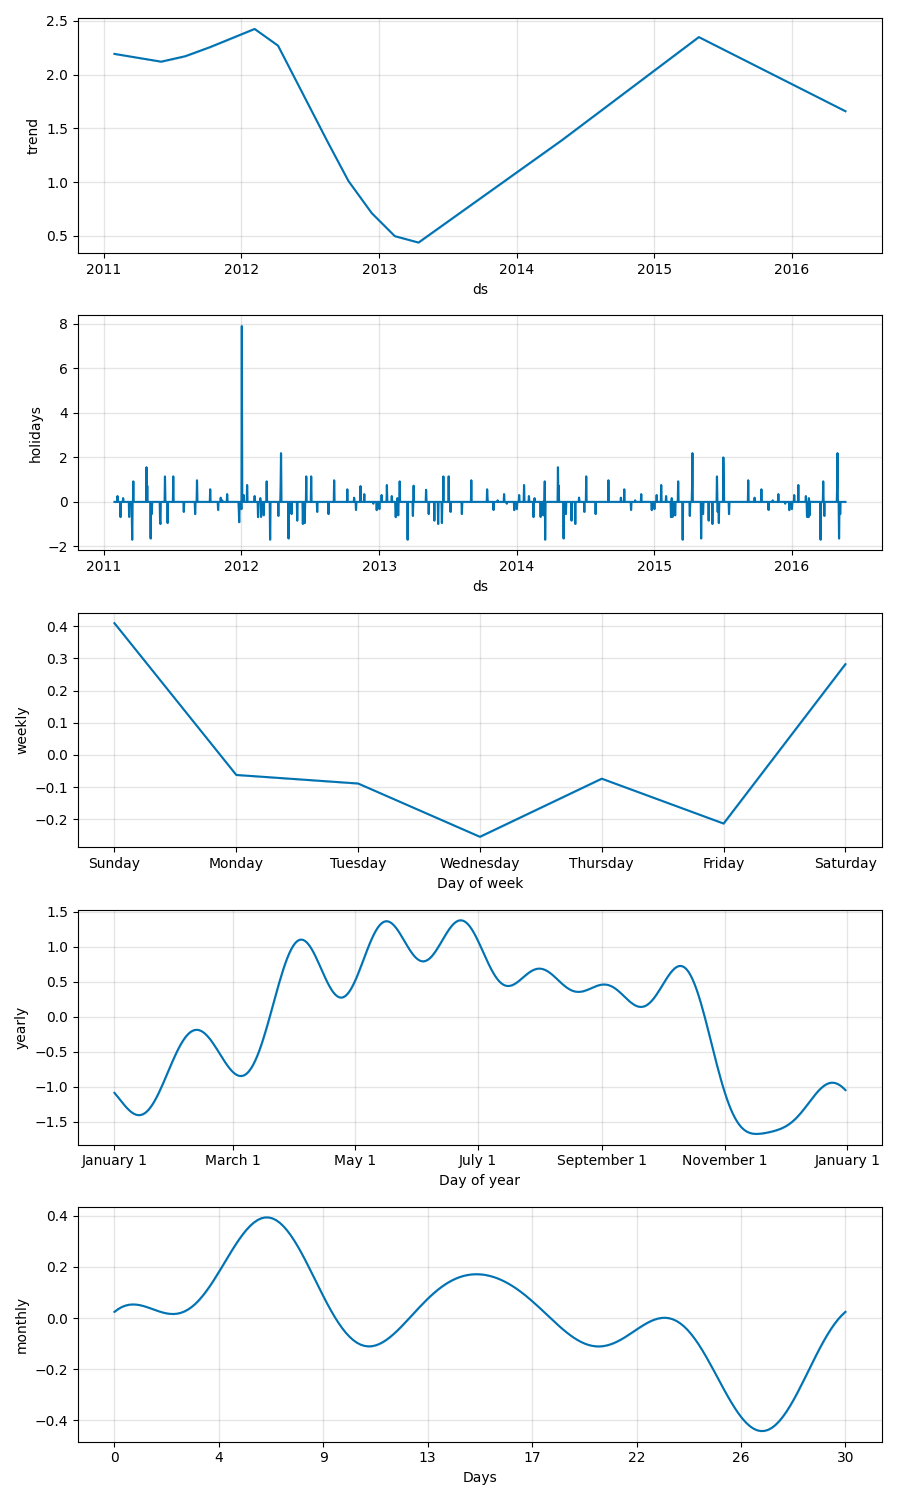 2.5
2.0
1.5
1.0
0.5
trend
2011 2012 2013 2014 2015 2016
ds
8
6
4
2
0
−2
holidays
2011 2012 2013 2014 2015 2016
ds
0.4
0.3
0.2
0.1
0.0
−0.1
−0.2
weekly
Sunday Monday Tuesday Wednesday Thursday Friday Saturday
Day of week
1.5
1.0
0.5
0.0
−0.5
−1.0
−1.5
yearly
January 1 March 1 May 1 July 1 September 1 November 1 January 1
Day of year
0.4
0.2
0.0
−0.2
−0.4
monthly
0 4 9 13 17 22 26 30
Days